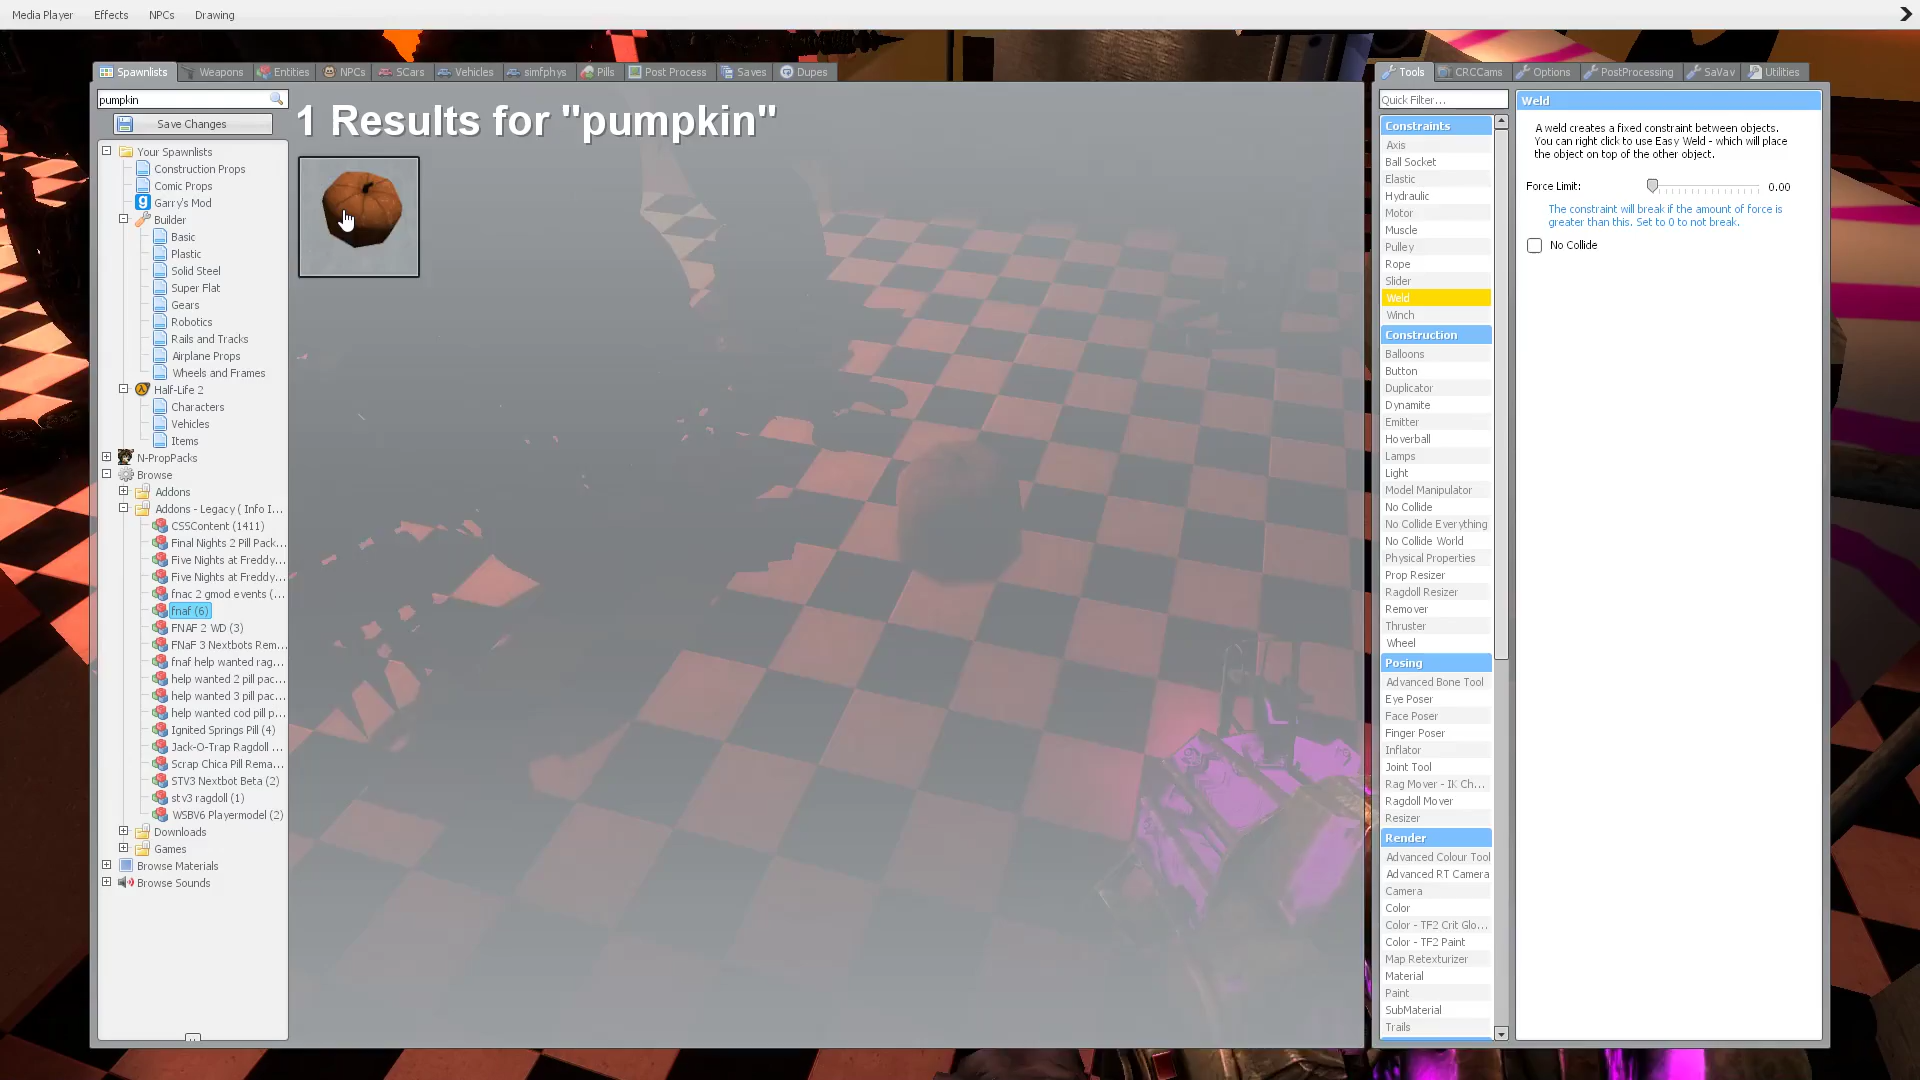 Media Player
Effects
NPCs
Drawing
Spawnlists
Weapons
Entities
NPCs
SCars
Vehicles
simfphys
Pills
Post Process
Saves
Dupes
pumpkin
Save Changes
1 Results for "pumpkin"
Your Spawnlists
Construction Props
Comic Props
Garry's Mod
Builder
Basic
Plastic
Solid Steel
Super Flat
Gears
Robotics
Rails and Tracks
Airplane Props
Wheels and Frames
Half-Life 2
Characters
Vehicles
Items
N-PropPacks
Browse
Addons
Addons - Legacy ( Info I...
CSSContent (1411)
Final Nights 2 Pill Pack...
Five Nights at Freddy...
Five Nights at Freddy...
fnac 2 gmod events (...
fnaf (6)
FNAF 2 WD (3)
FNaF 3 Nextbots Rem...
fnaf help wanted rag...
help wanted 2 pill pac...
help wanted 3 pill pac...
help wanted cod pill p...
Ignited Springs Pill (4)
Jack-O-Trap Ragdoll ...
Scrap Chica Pill Rema...
STV3 Nextbot Beta (2)
stv3 ragdoll (1)
WSBV6 Playermodel (2)
Downloads
Games
Browse Materials
Browse Sounds
Tools
CRCCams
Options
PostProcessing
SaVav
Utilities
Quick Filter...
Constraints
Axis
Ball Socket
Elastic
Hydraulic
Motor
Muscle
Pulley
Rope
Slider
Weld
Winch
Construction
Balloons
Button
Duplicator
Dynamite
Emitter
Hoverball
Lamps
Light
Model Manipulator
No Collide
No Collide Everything
No Collide World
Physical Properties
Prop Resizer
Ragdoll Resizer
Remover
Thruster
Wheel
Posing
Advanced Bone Tool
Eye Poser
Face Poser
Finger Poser
Inflator
Joint Tool
Rag Mover - IK Ch...
Ragdoll Mover
Resizer
Render
Advanced Colour Tool
Advanced RT Camera
Camera
Color
Color - TF2 Crit Glo...
Color - TF2 Paint
Map Retexturizer
Material
Paint
SubMaterial
Trails
Weld
A weld creates a fixed constraint between objects.
You can right click to use Easy Weld - which will place
the object on top of the other object.
Force Limit:
0.00
The constraint will break if the amount of force is
greater than this. Set to 0 to not break.
No Collide